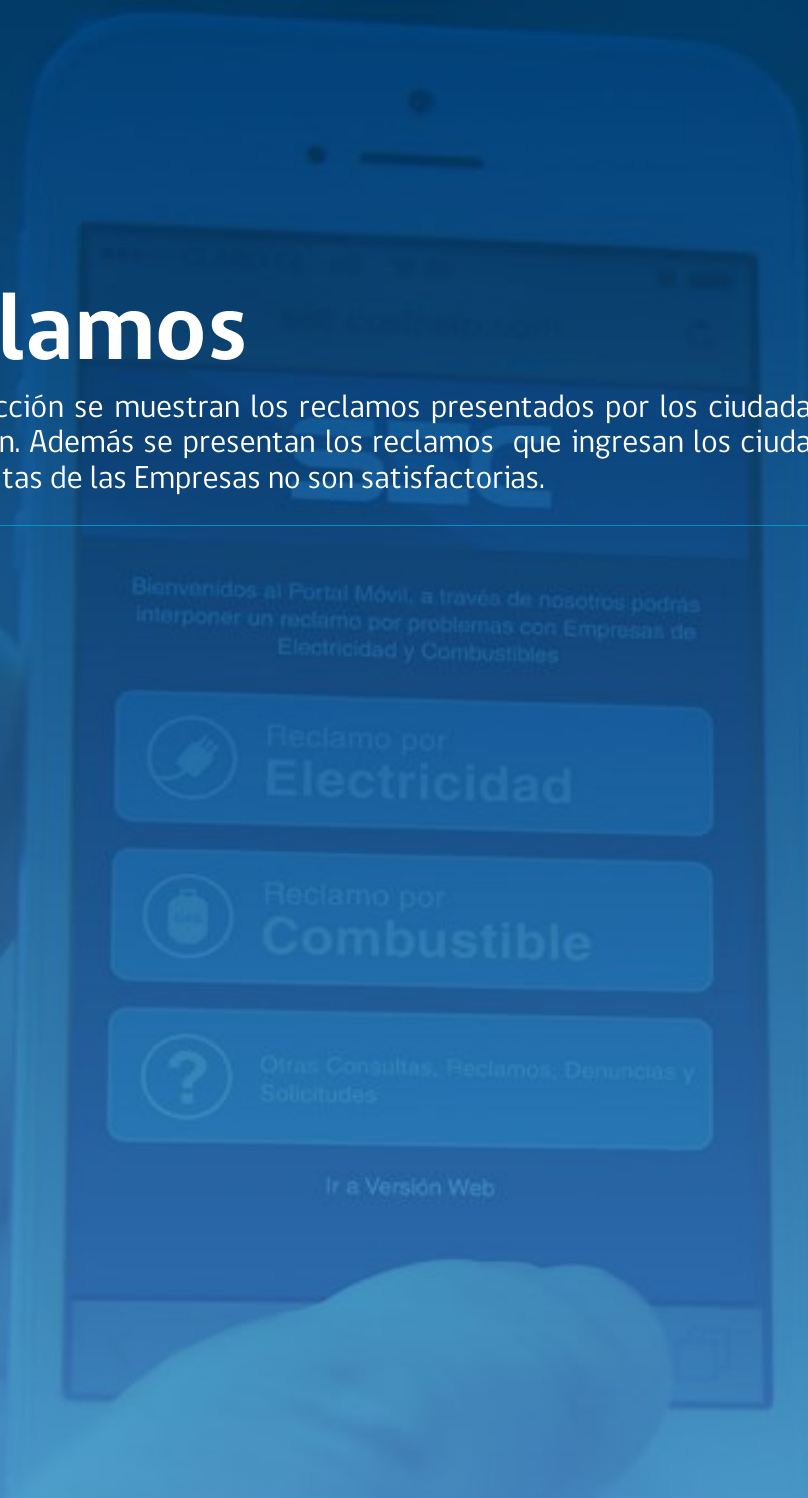 lamos
cción se muestran los reclamos presentados por los ciudada
n. Además se presentan los reclamos que ingresan los ciuda
tas de las Empresas no son satisfactorias.
SEC
Bienvenidos al Portal Móvil, a través de nosotros podrás
interponer un reclamo por problemas con Empresas de
Electricidad y Combustibles
Reclamo por
Electricidad
Reclamo por
Combustible
Otras Consultas, Reclamos, Denuncias y
Solicitudes
Ir a Versión Web